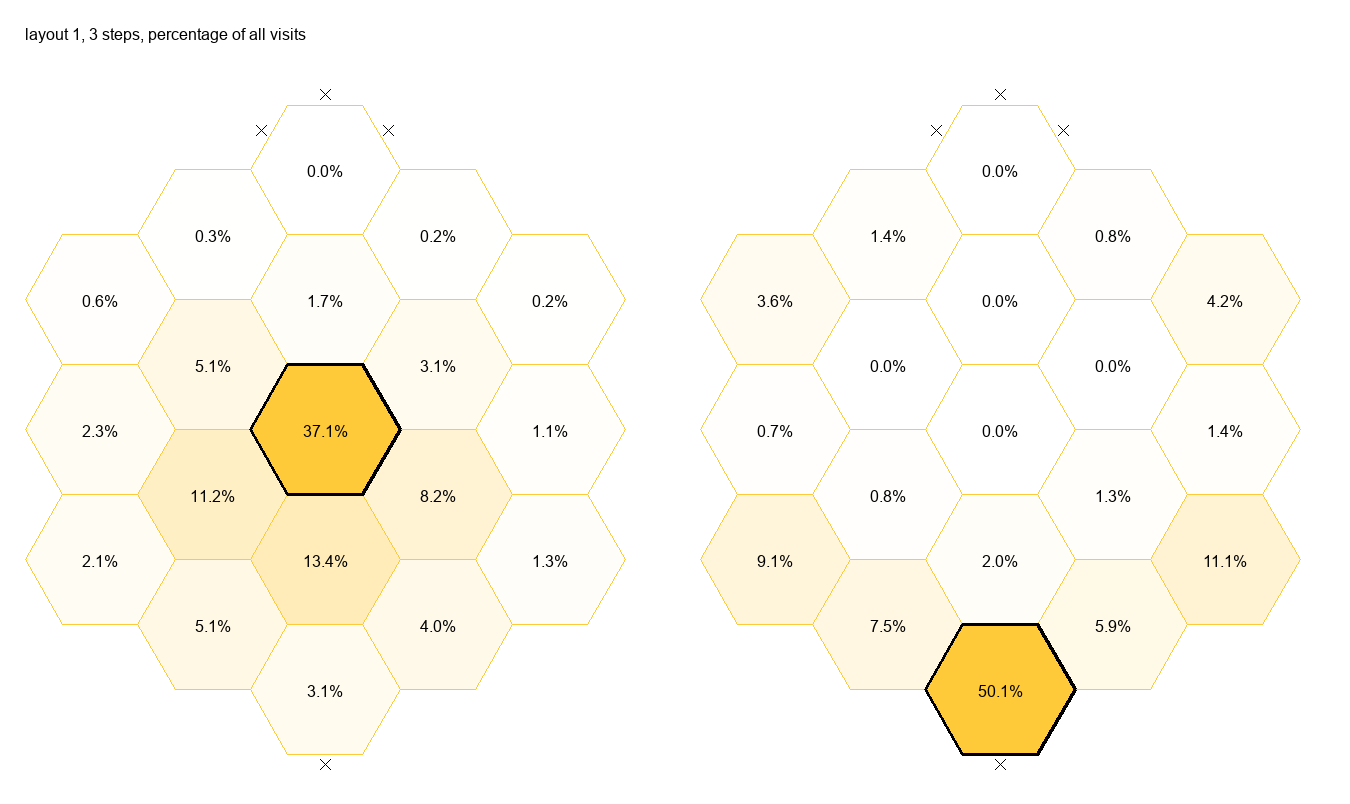 layout 1, 3 steps, percentage of all visits
0.0% 0.0%
0.3% 0.2% 1.4% 0.8%
0.6% 1.7% 0.2% 3.6% 0.0% 4.2%
5.1% 3.1% 0.0% 0.0%
2.3% 37.1% 1.1% 0.7% 0.0% 1.4%
11.2% 8.2% 0.8% 1.3%
2.1% 13.4% 1.3% 9.1% 2.0% 11.1%
5.1% 4.0% 7.5% 5.9%
3.1% 50.1%